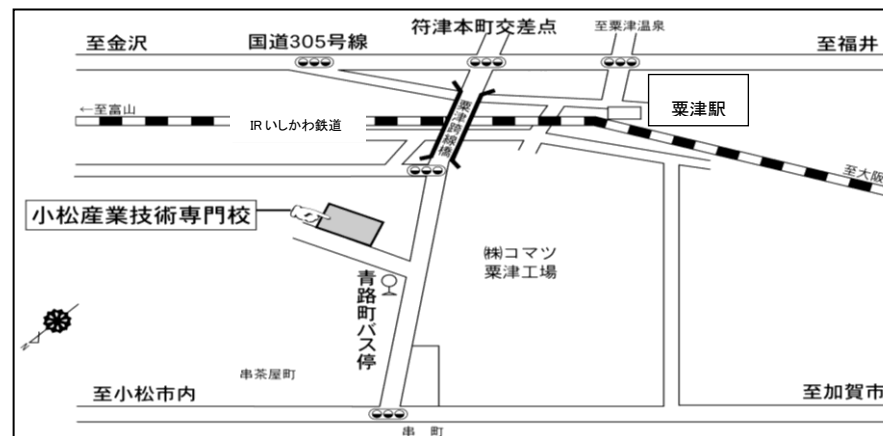 符津本町交差点
至粟津温泉
至金沢
国道305号線
至福井
粟津駅
←至富山
IRいしかわ鉄道
粟津跨線橋
至大阪
小松産業技術専門校
㈱コマツ
粟津工場
青路町バス停
N
串茶屋町
至小松市内
至加賀市
串 町